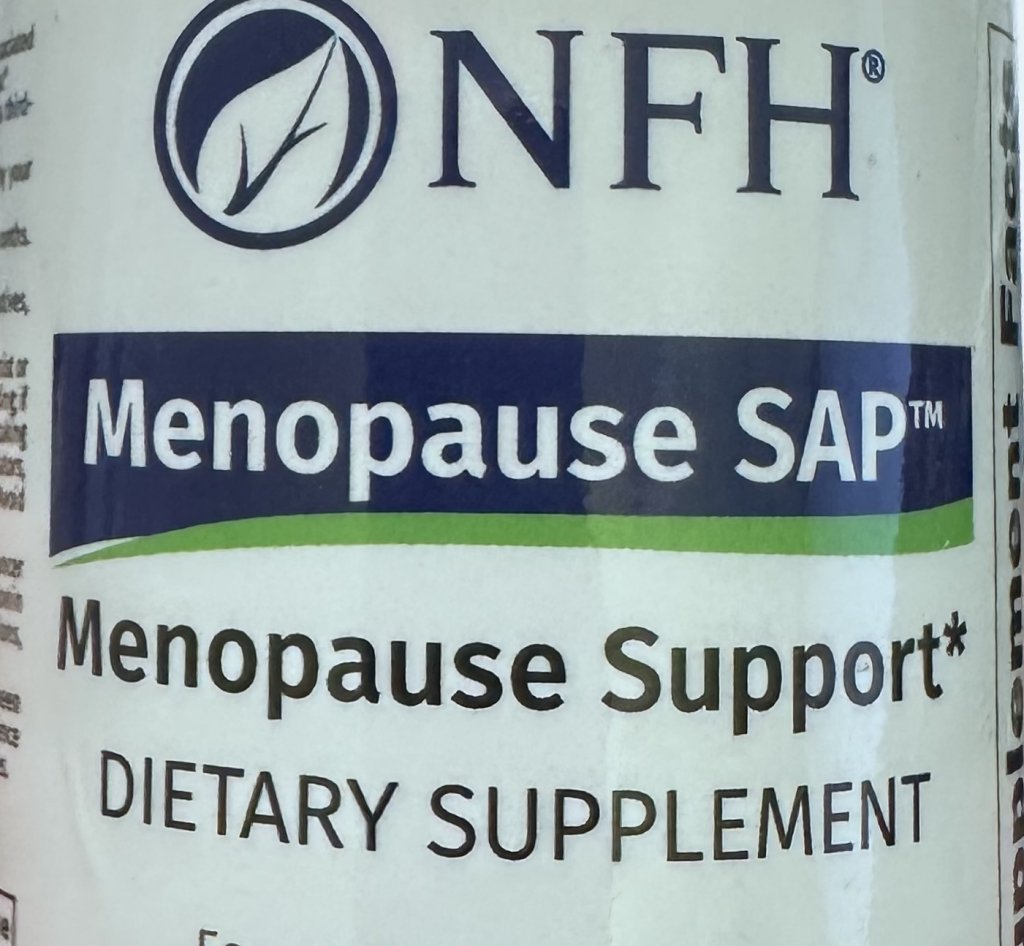 NFH®
Menopause SAP™
Menopause Support*
DIETARY SUPPLEMENT